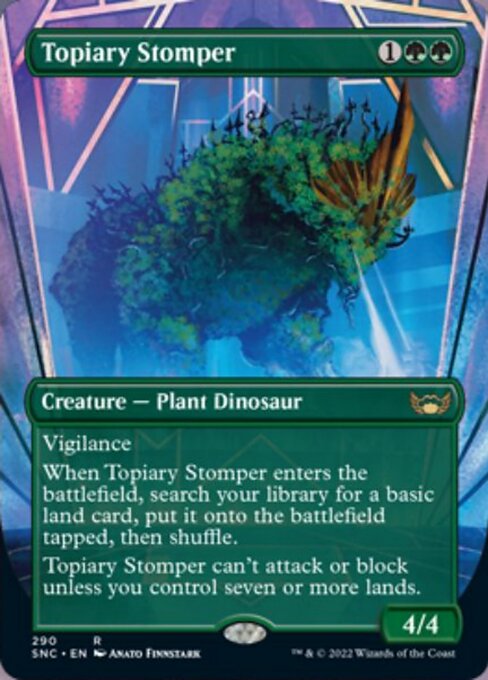 Topiary Stomper 1
Creature — Plant Dinosaur
Vigilance
When Topiary Stomper enters the
battlefield, search your library for a basic
land card, put it onto the battlefield
tapped, then shuffle.
Topiary Stomper can't attack or block
unless you control seven or more lands.
4/4
290 R
SNC • EN Anato Finnstark
™ & © 2022 Wizards of the Coast